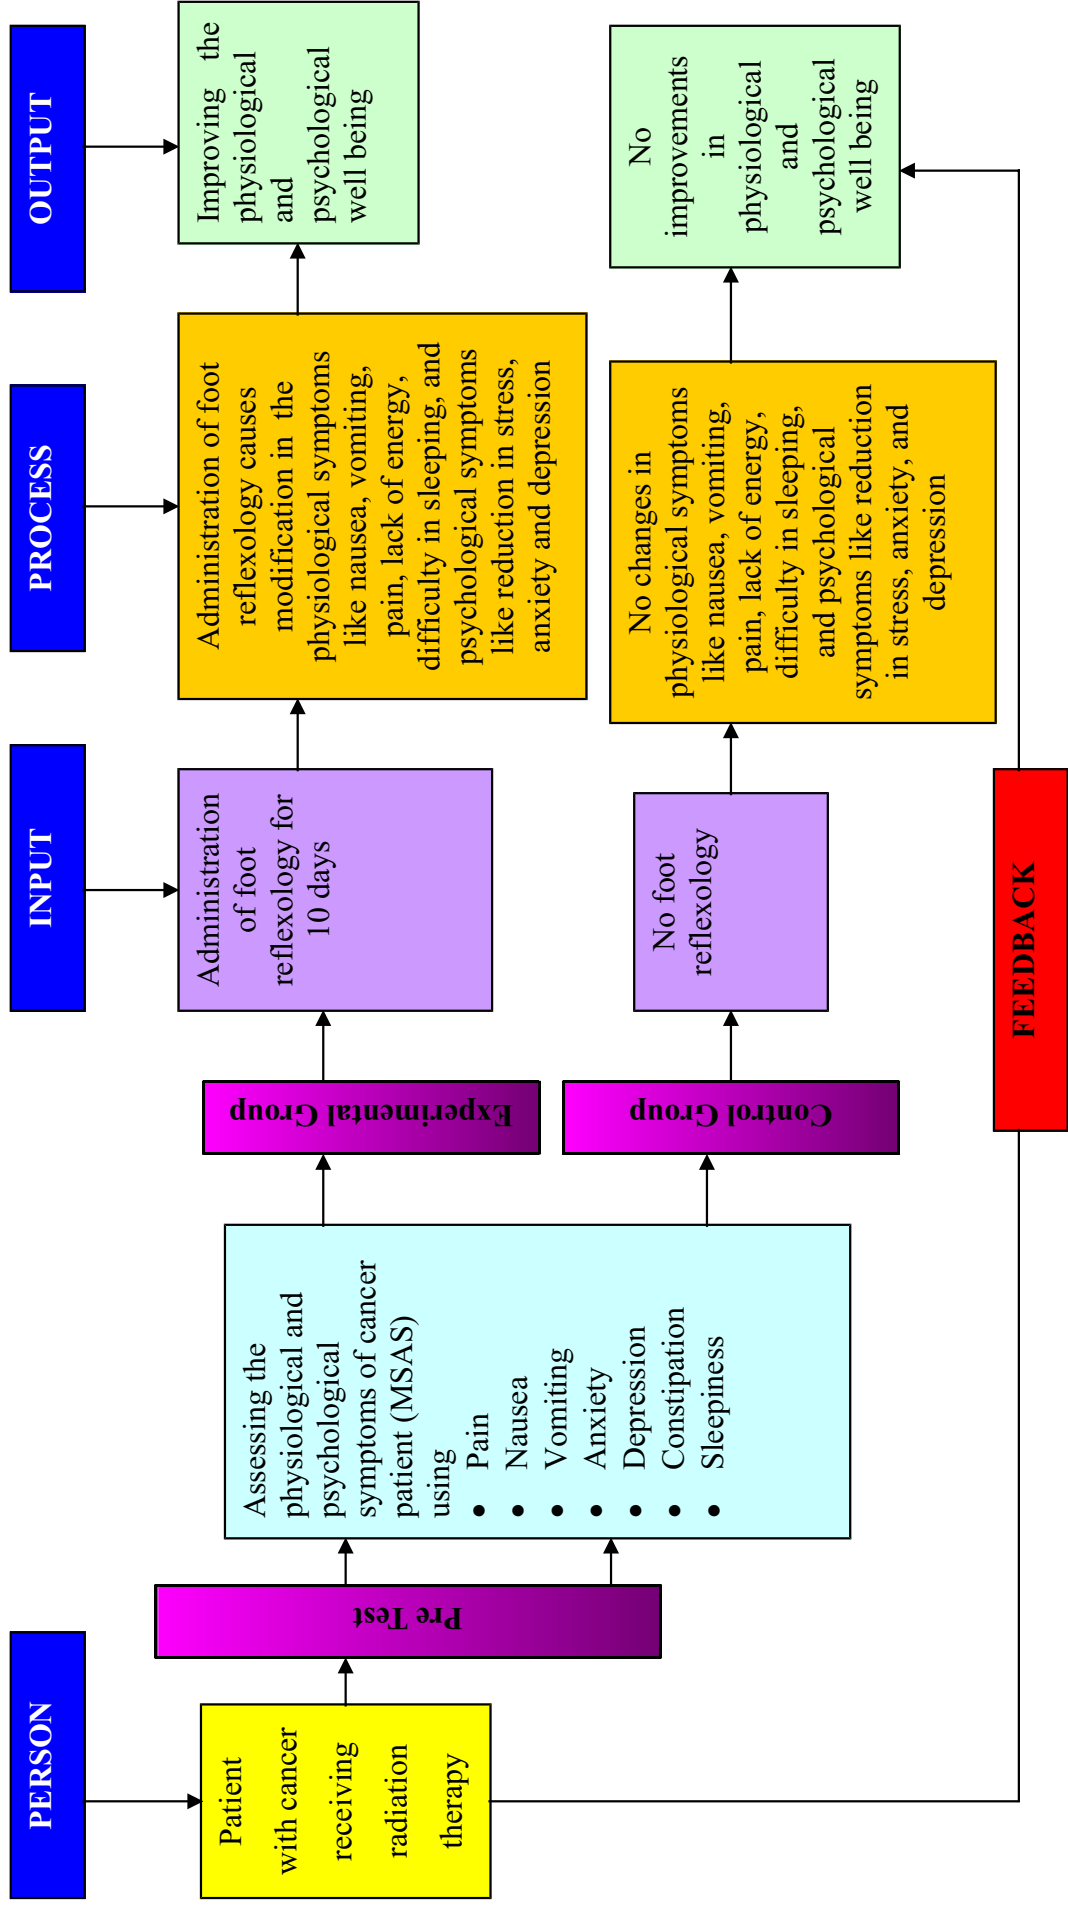 PERSON
INPUT
PROCESS
OUTPUT
Patient
with cancer
receiving
radiation
therapy
Pre Test
Assessing the
physiological and
psychological
symptoms of cancer
patient (MSAS)
using
• Pain
• Nausea
• Vomiting
• Anxiety
• Depression
• Constipation
• Sleepiness
Experimental Group
Administration
of foot
reflexology for
10 days
Administration of foot
reflexology causes
modification in the
physiological symptoms
like nausea, vomiting,
pain, lack of energy,
difficulty in sleeping, and
psychological symptoms
like reduction in stress,
anxiety and depression
Improving the
physiological
and
psychological
well being
Control Group
No foot
reflexology
No changes in
physiological symptoms
like nausea, vomiting,
pain, lack of energy,
difficulty in sleeping,
and psychological
symptoms like reduction
in stress, anxiety, and
depression
No
improvements
in
physiological
and
psychological
well being
FEEDBACK